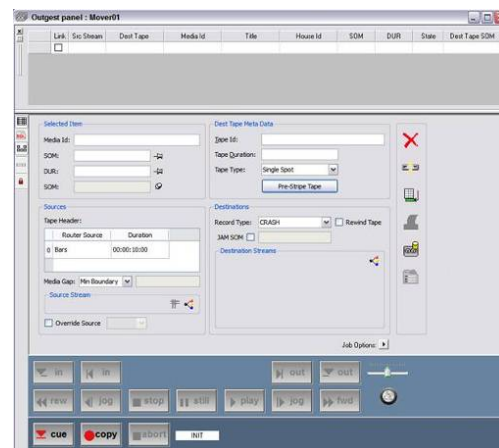 Outgest panel : Mover01
Link Src Stream Dest Tape Media Id Title House Id SOM DUR State Dest Tape SOM
Selected Item
Media Id:
SOM:
DUR:
SOM:
Dest Tape Meta Data
Tape Id:
Tape Duration:
Tape Type: Single Spot
Pre-Stripe Tape
Sources
Tape Header:
Router Source Duration
0 Bars 00:00:10:00
Media Gap: Min Boundary
Source Stream
Override Source
Destinations
Record Type: CRASH Rewind Tape
JAM SOM
Destination Streams
Job Options:
in in out out
rew jog stop still play jog fwd
cue copy abort INIT